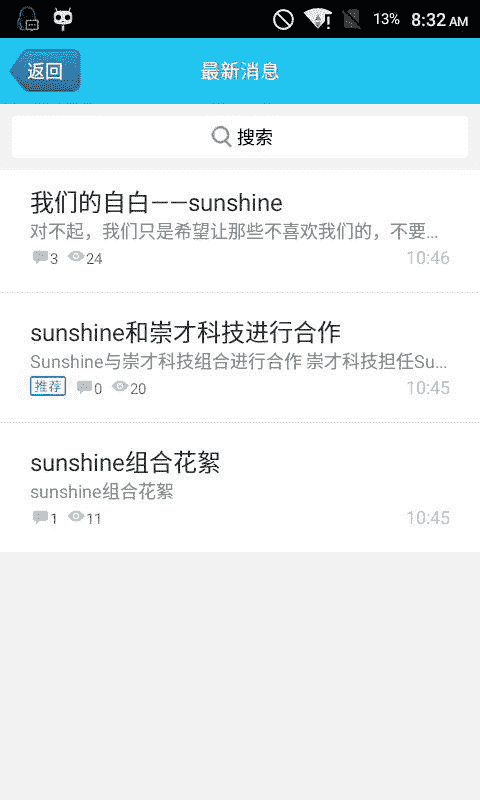 13% 8:32 AM
返回
最新消息
搜索
我们的自白——sunshine
对不起，我们只是希望让那些不喜欢我们的，不要...
3 24 10:46
sunshine和崇才科技进行合作
Sunshine与崇才科技组合进行合作 崇才科技担任Su...
推荐 0 20 10:45
sunshine组合花絮
sunshine组合花絮
1 11 10:45